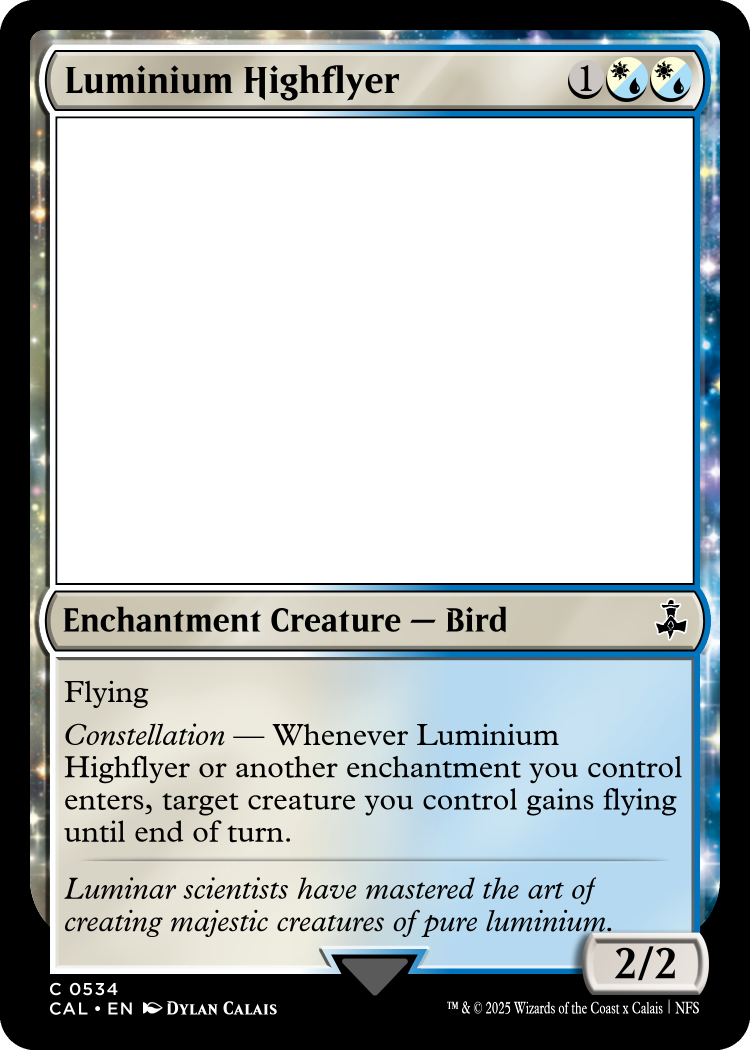 Luminium Highflyer 1
Enchantment Creature — Bird
Flying
Constellation — Whenever Luminium
Highflyer or another enchantment you control
enters, target creature you control gains flying
until end of turn.
Luminar scientists have mastered the art of
creating majestic creatures of pure luminium.
2/2
C 0534
CAL • EN Dylan Calais
™ & © 2025 Wizards of the Coast x Calais | NFS